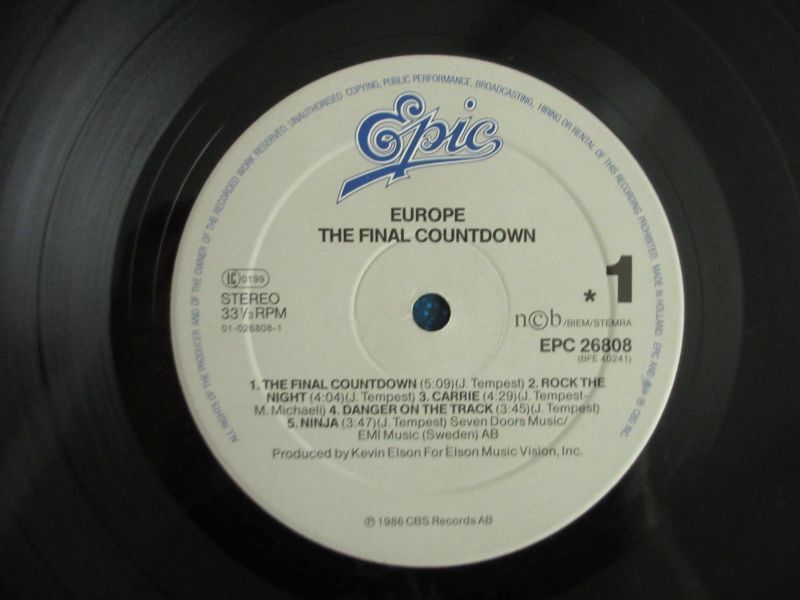 ALL RIGHTS OF THE PRODUCER AND OF THE OWNER OF THE RECORDED WORK RESERVED. UNAUTHORISED COPYING, PUBLIC PERFORMANCE, BROADCASTING, HIRING OR RENTAL OF THIS RECORDING PROHIBITED. MADE IN HOLLAND. EPIC AND ARE ® CBS INC.
Epic
EUROPE
THE FINAL COUNTDOWN
LC 0199
STEREO
33⅓ RPM
01-026808-1
* 1
n©b/BIEM/STEMRA
EPC 26808
(BFE 40241)
1. THE FINAL COUNTDOWN (5:09)(J. Tempest) 2. ROCK THE
NIGHT (4:04)(J. Tempest) 3. CARRIE (4:29)(J. Tempest-
M. Michaeli) 4. DANGER ON THE TRACK (3:45)(J. Tempest)
5. NINJA (3:47)(J. Tempest) Seven Doors Music/
EMI Music (Sweden) AB
Produced by Kevin Elson For Elson Music Vision, Inc.
℗ 1986 CBS Records AB